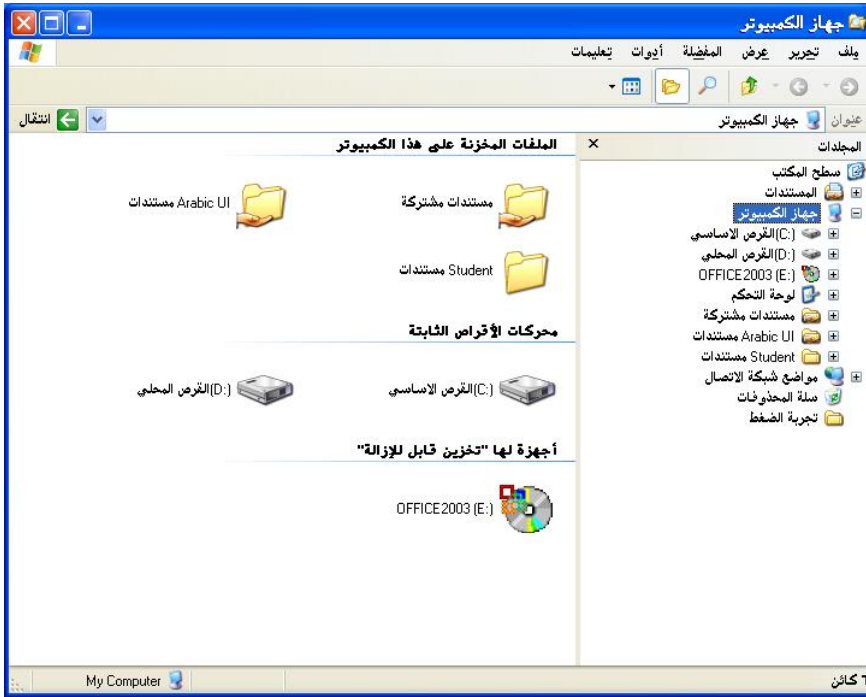 جهاز الكمبيوتر
ملف تحرير عرض المفضلة أدوات تعليمات
عنوان جهاز الكمبيوتر انتقال
المجلدات
سطح المكتب
المستندات
جهاز الكمبيوتر
القرص الاساسي(C:)
القرص المحلي(D:)
OFFICE2003 (E:)
لوحة التحكم
مستندات مشتركة
مستندات Arabic UI
مستندات Student
مواضع شبكة الاتصال
سلة المحذوفات
تجربة الضغط
الملفات المخزنة على هذا الكمبيوتر
مستندات مشتركة
مستندات Arabic UI
مستندات Student
محركات الأقراص الثابتة
القرص الاساسي(C:)
القرص المحلي(D:)
أجهزة لها "تخزين قابل للإزالة"
OFFICE2003 (E:)
كائن
My Computer